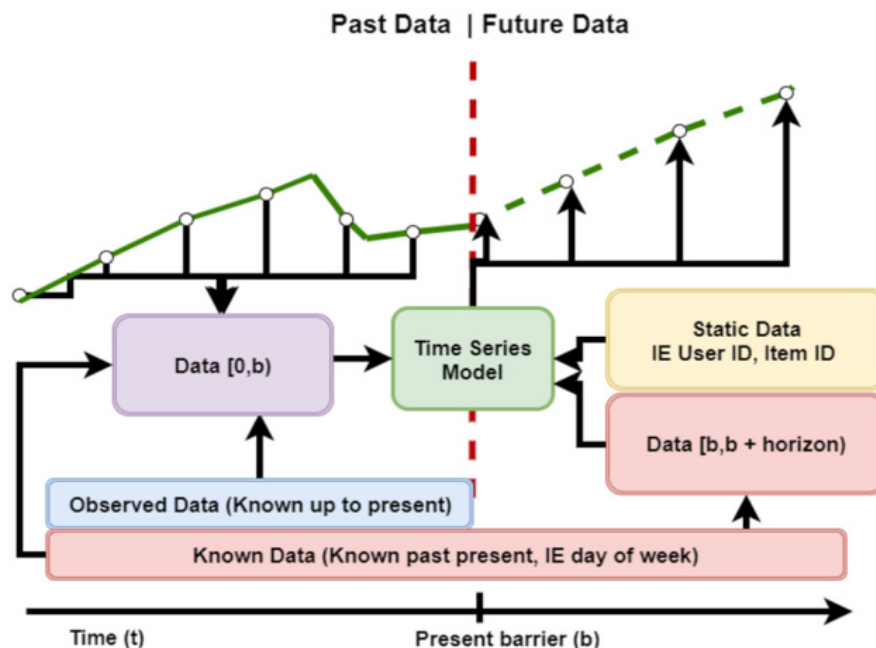 Past Data | Future Data
Data [0,b)
Time Series
Model
Static Data
IE User ID, Item ID
Data [b,b + horizon)
Observed Data (Known up to present)
Known Data (Known past present, IE day of week)
Time (t)
Present barrier (b)